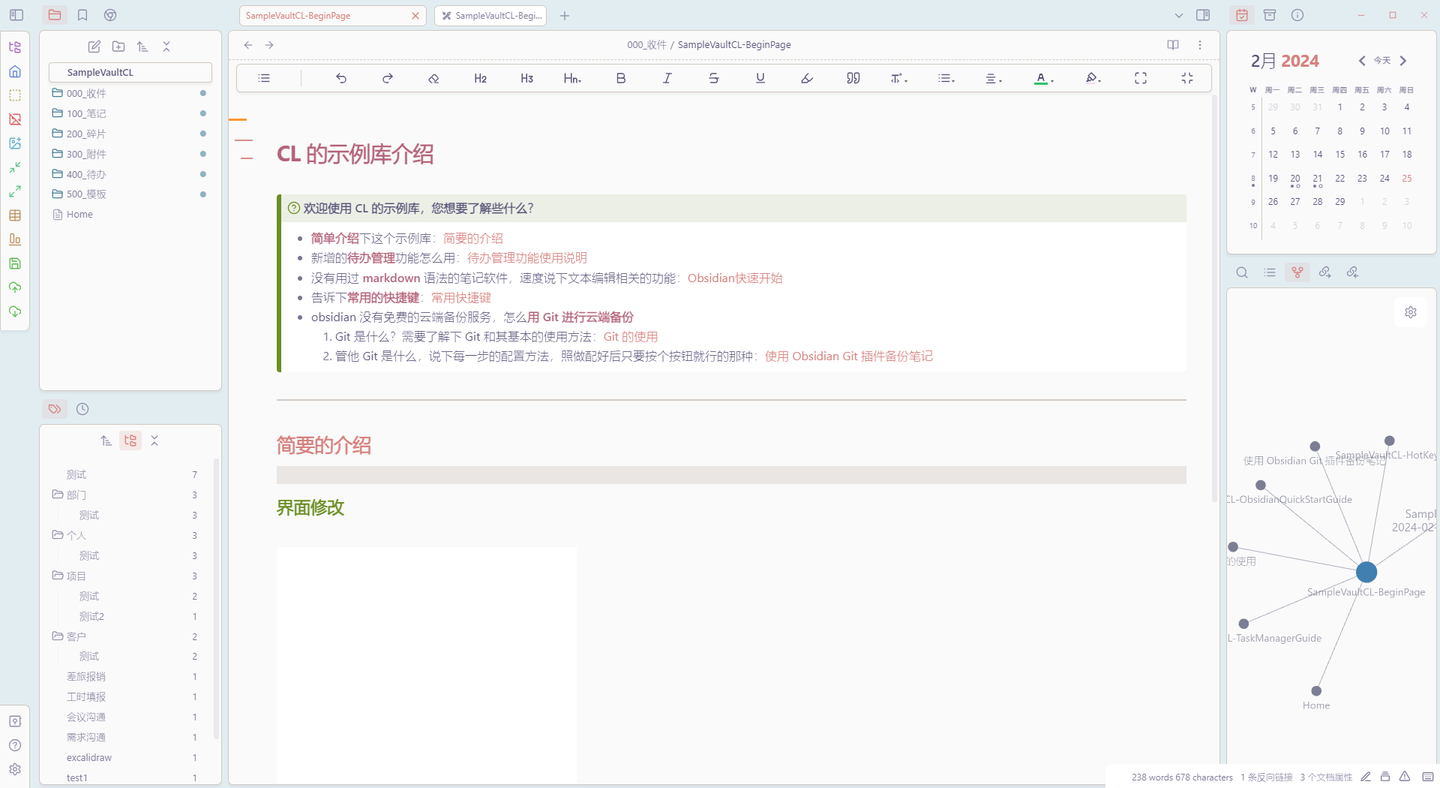 SampleVaultCL-BeginPage
SampleVaultCL-Begi...
SampleVaultCL
000_收件
100_笔记
200_碎片
300_附件
400_待办
500_模板
Home
测试 7
部门 3
测试 3
个人 3
测试 3
项目 3
测试 2
测试2 1
客户 2
测试 2
差旅报销 1
工时填报 1
会议沟通 1
需求沟通 1
excalidraw 1
test1 1
000_收件 / SampleVaultCL-BeginPage
H2 H3 Hn B I S U A
CL 的示例库介绍
欢迎使用 CL 的示例库，您想要了解些什么？
简单介绍下这个示例库：简要的介绍
新增的待办管理功能怎么用：待办管理功能使用说明
没有用过 markdown 语法的笔记软件，速度说下文本编辑相关的功能：Obsidian快速开始
告诉下常用的快捷键：常用快捷键
obsidian 没有免费的云端备份服务，怎么用 Git 进行云端备份
1. Git 是什么？需要了解下 Git 和其基本的使用方法：Git 的使用
2. 管他 Git 是什么，说下每一步的配置方法，照做配好后只要按个按钮就行的那种：使用 Obsidian Git 插件备份笔记
简要的介绍
界面修改
2月 2024 今天
W 周一 周二 周三 周四 周五 周六 周日
5 29 30 31 1 2 3 4
6 5 6 7 8 9 10 11
7 12 13 14 15 16 17 18
8 19 20 21 22 23 24 25
9 26 27 28 29 1 2 3
10 4 5 6 7 8 9 10
SampleVaultCL-HotKey
使用 Obsidian Git 插件备份笔记
CL-ObsidianQuickStartGuide
Sampl
2024-02-
的使用
SampleVaultCL-BeginPage
L-TaskManagerGuide
Home
238 words 678 characters 1 条反向链接 3 个文档属性